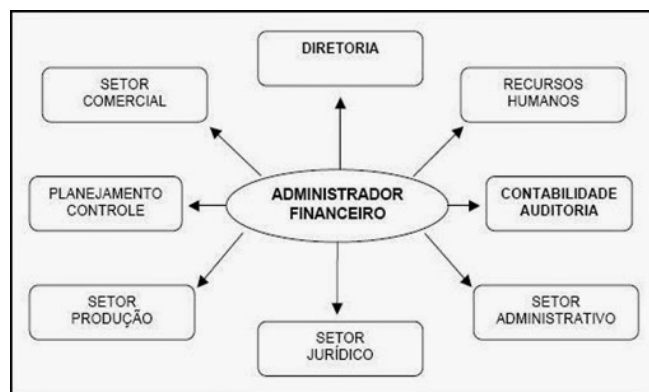 DIRETORIA
SETOR
COMERCIAL
RECURSOS
HUMANOS
PLANEJAMENTO
CONTROLE
ADMINISTRADOR
FINANCEIRO
CONTABILIDADE
AUDITORIA
SETOR
PRODUÇÃO
SETOR
JURÍDICO
SETOR
ADMINISTRATIVO